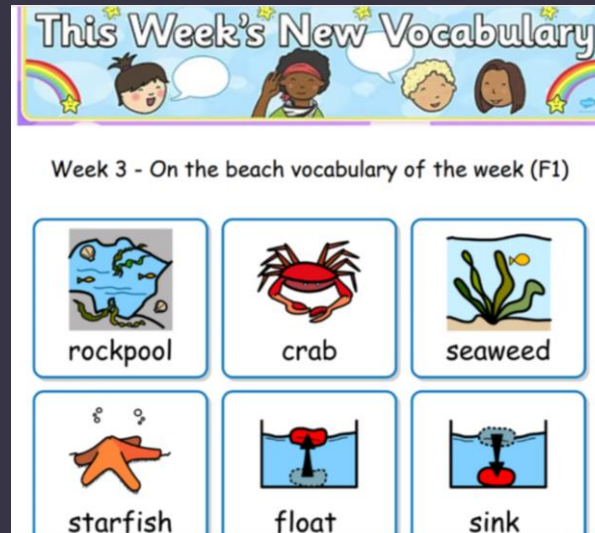 This Week's New Vocabulary
Week 3 - On the beach vocabulary of the week (F1)
rockpool crab seaweed
starfish float sink